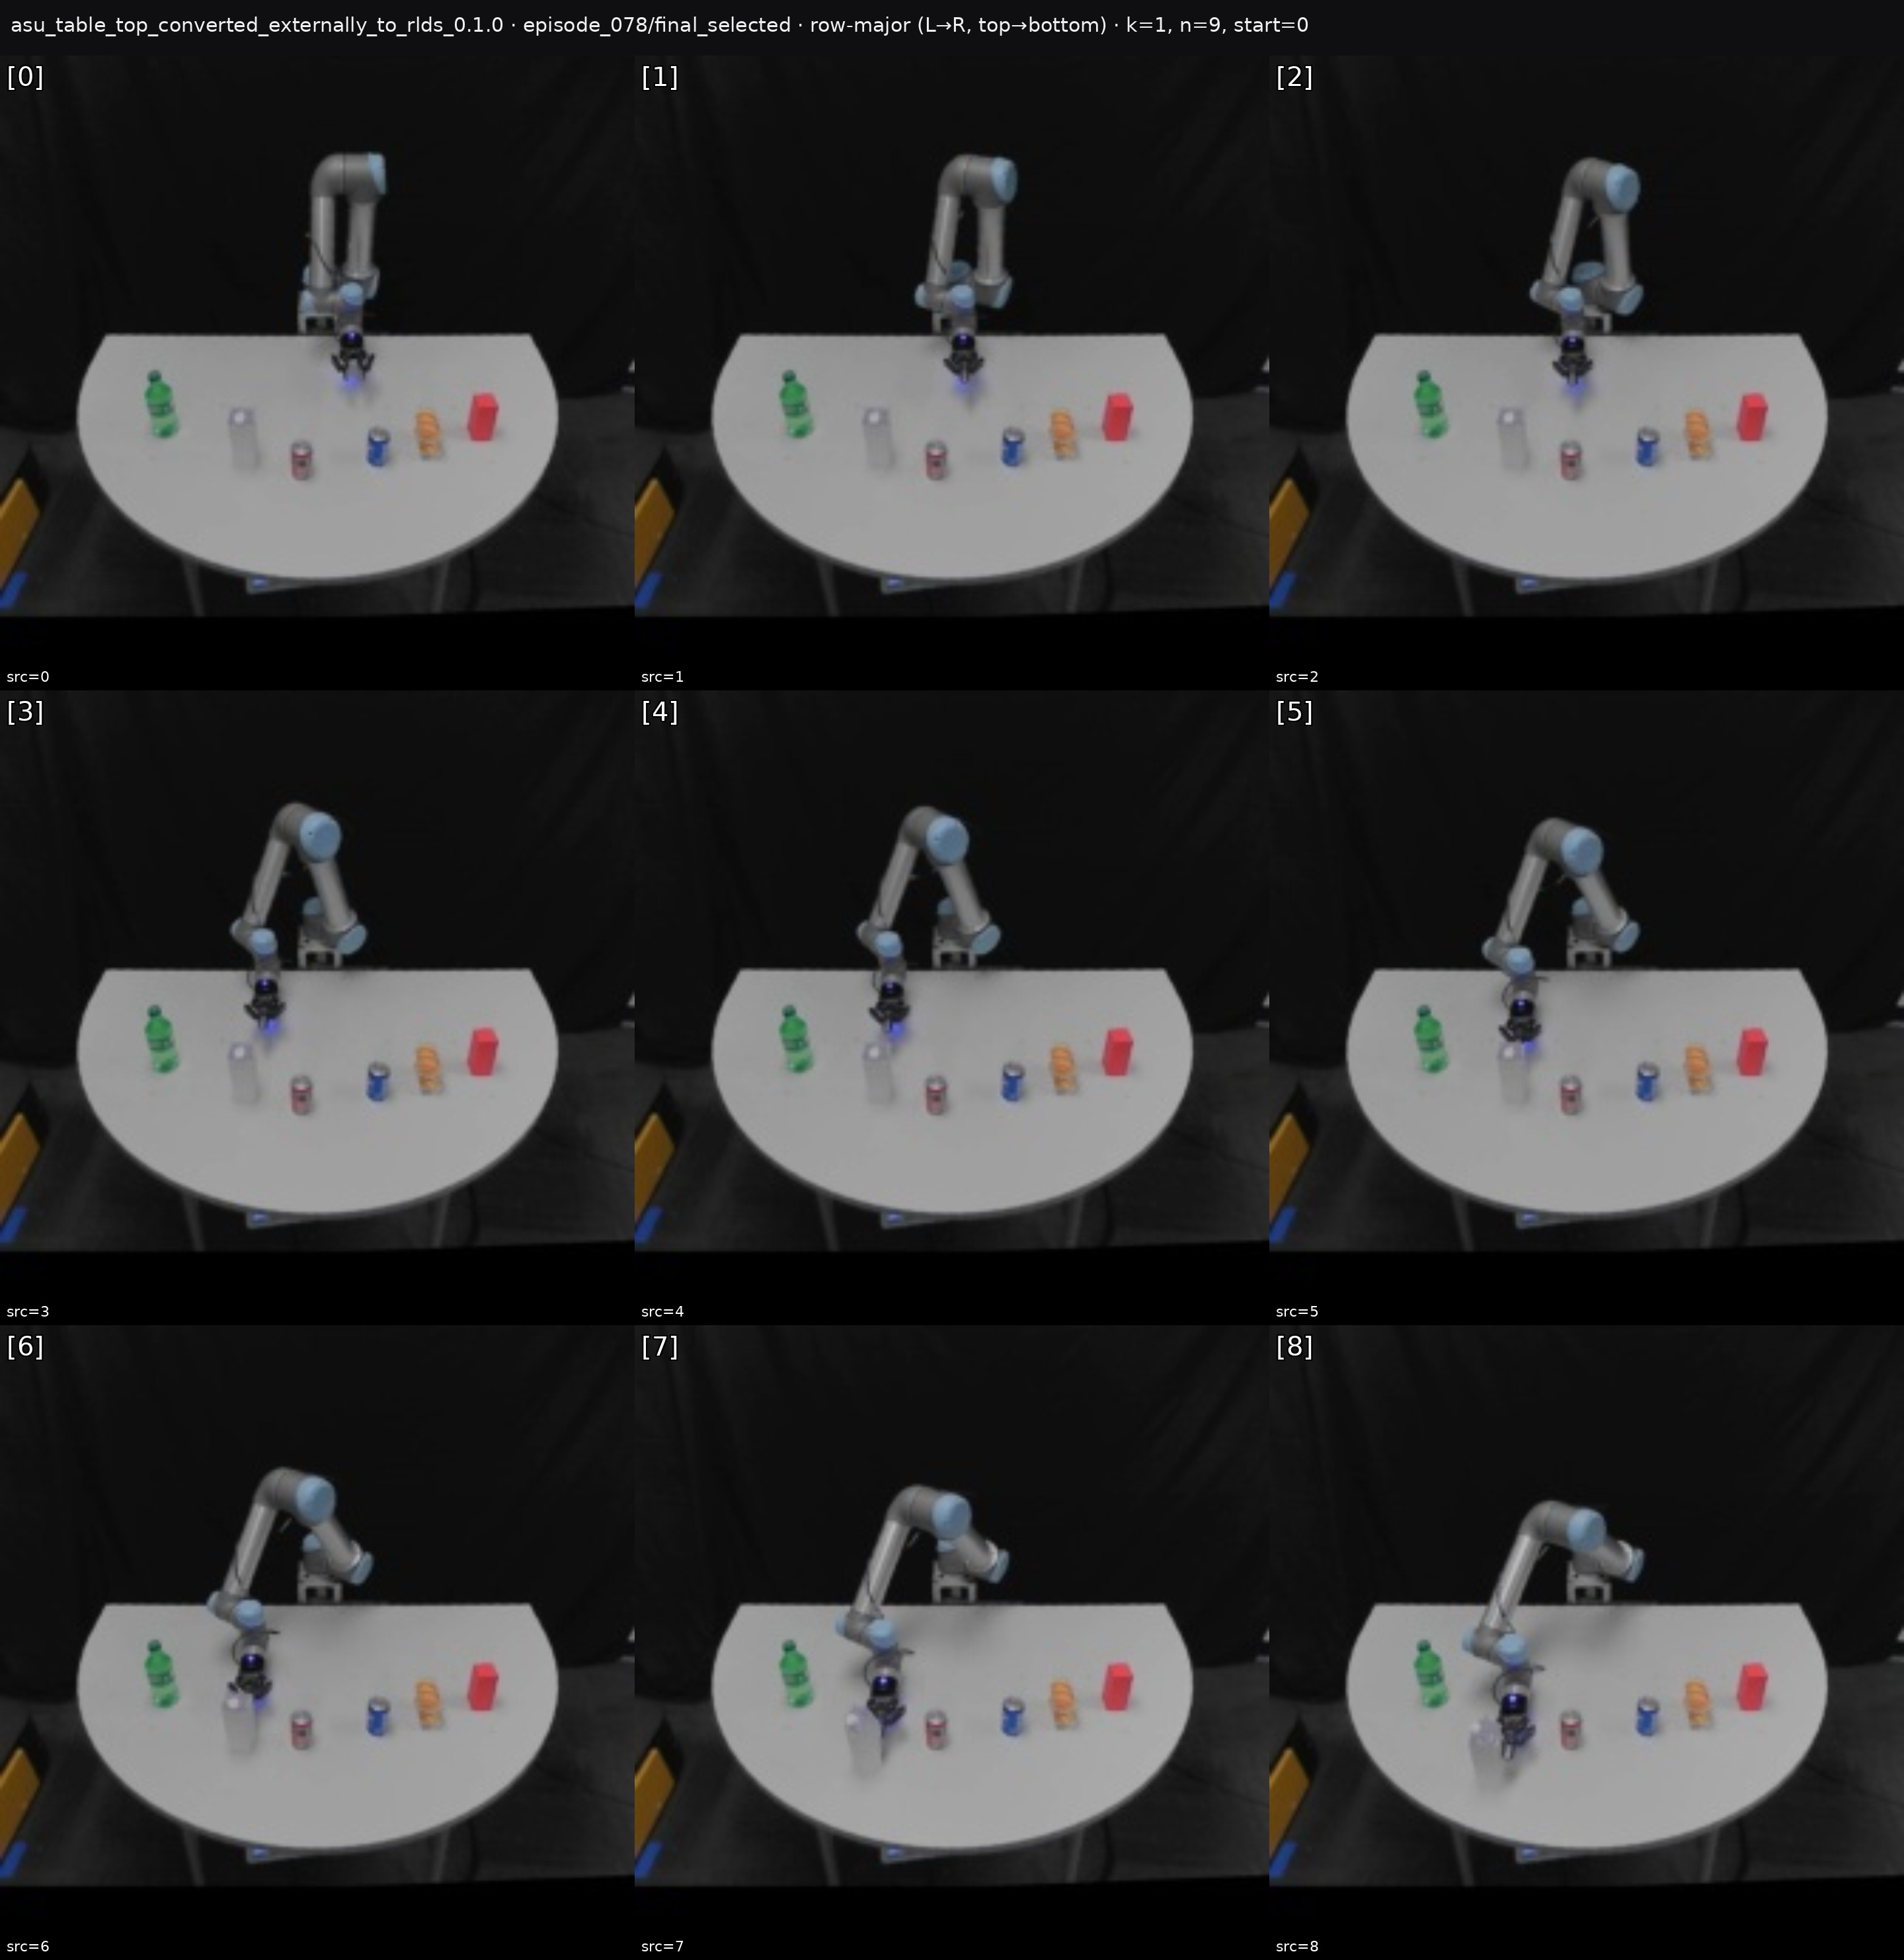 asu_table_top_converted_externally_to_rlds_0.1.0 · episode_078/final_selected · row-major (L→R, top→bottom) · k=1, n=9, start=0
[0]
[1]
[2]
src=0
src=1
src=2
[3]
[4]
[5]
src=3
src=4
src=5
[6]
[7]
[8]
src=6
src=7
src=8